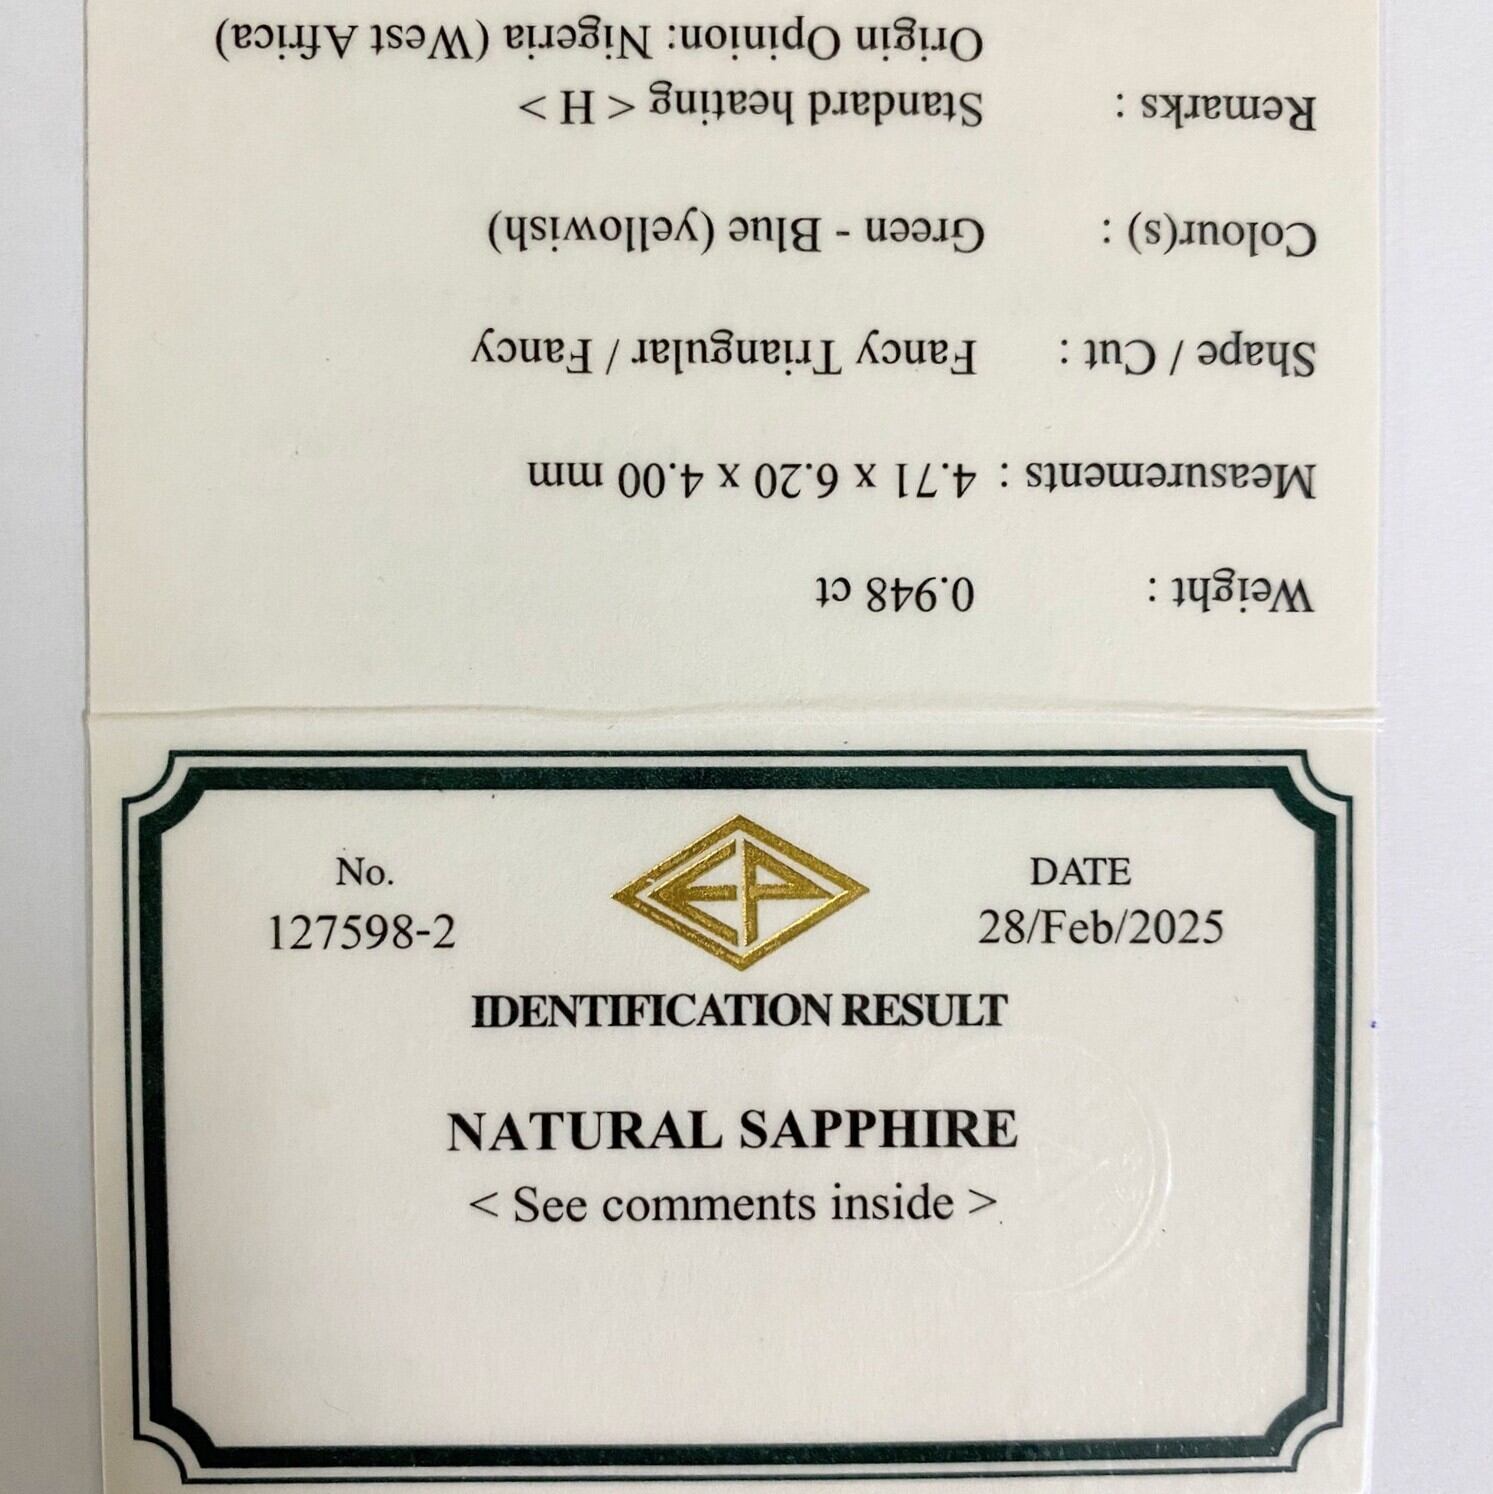 Weight : 0.948 ct
Measurements : 4.71 x 6.20 x 4.00 mm
Shape / Cut : Fancy Triangular / Fancy
Colour(s) : Green - Blue (yellowish)
Remarks : Standard heating < H >
Origin Opinion: Nigeria (West Africa)
EP
No.
127598-2
DATE
28/Feb/2025
IDENTIFICATION RESULT
NATURAL SAPPHIRE
< See comments inside >